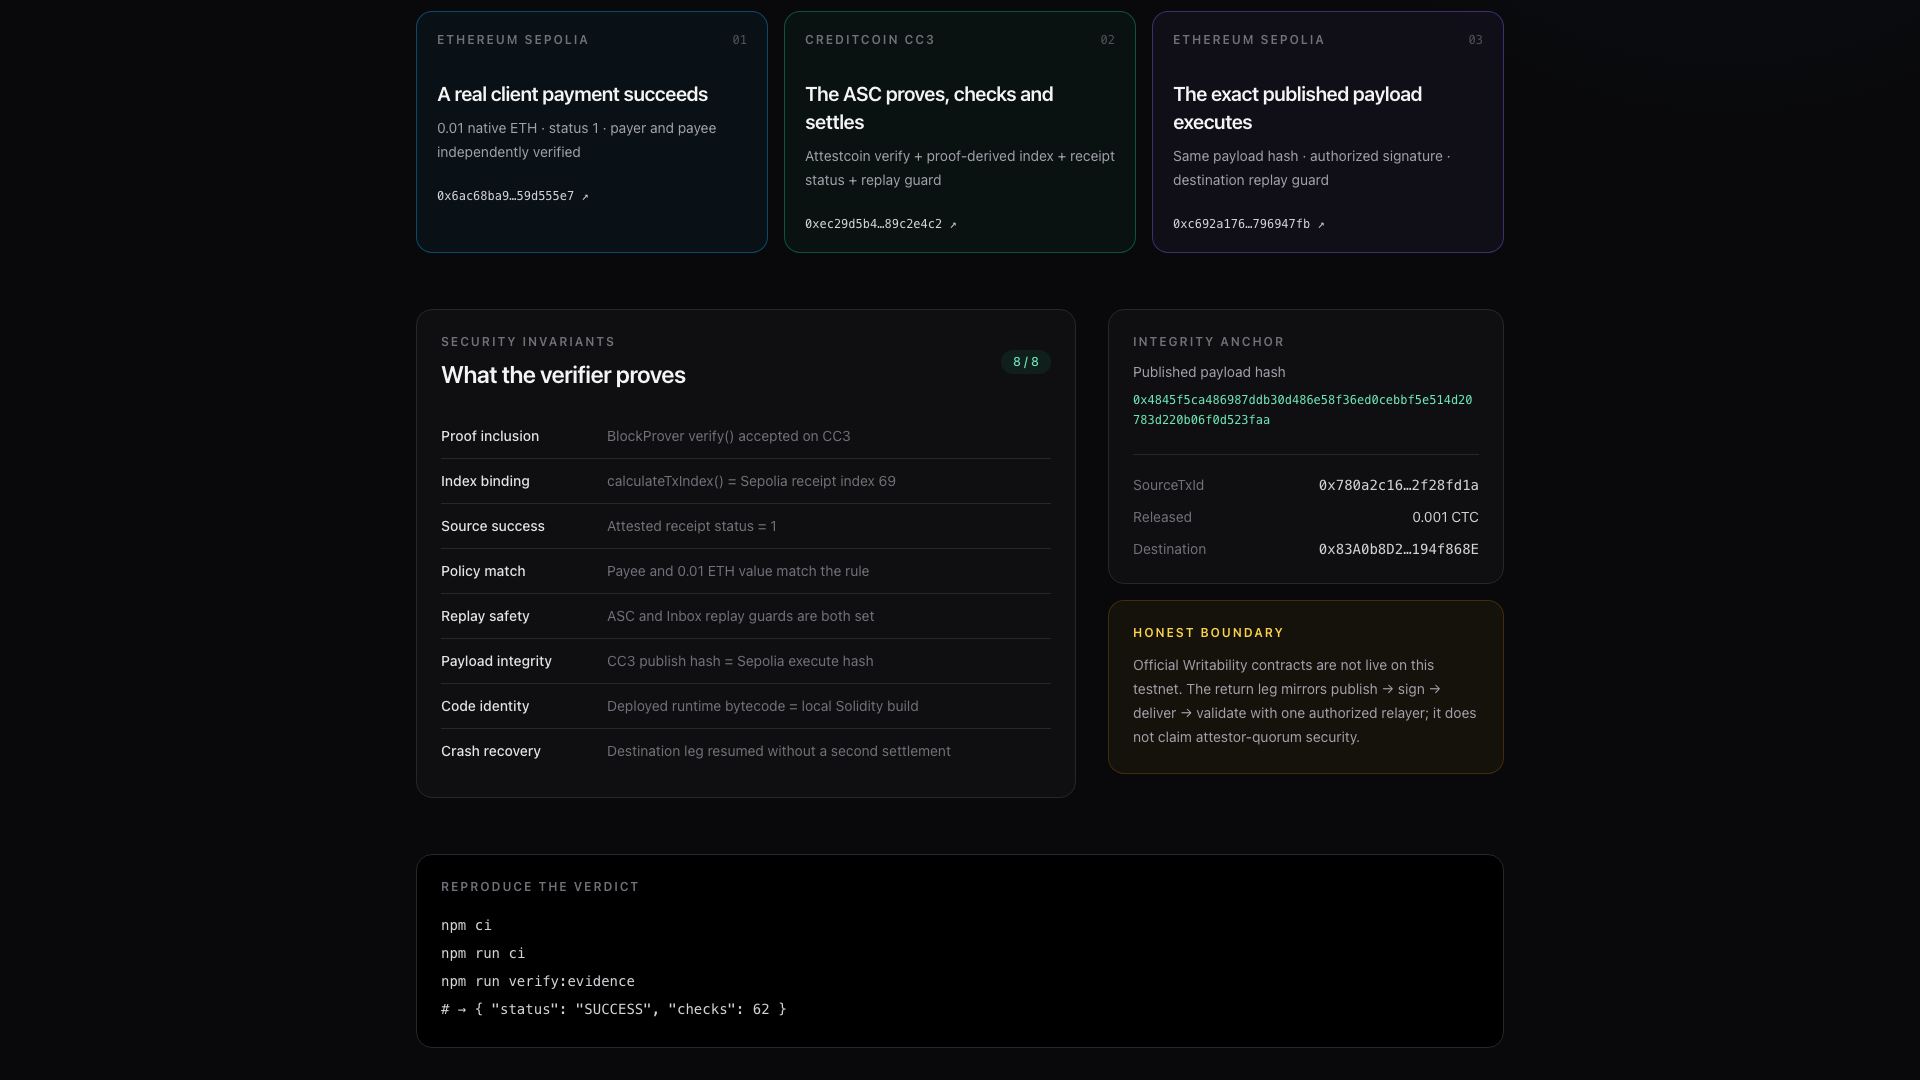 ETHEREUM SEPOLIA 01
A real client payment succeeds
0.01 native ETH · status 1 · payer and payee
independently verified
0x6ac68ba9…59d555e7 ↗
CREDITCOIN CC3 02
The ASC proves, checks and
settles
Attestcoin verify + proof-derived index + receipt
status + replay guard
0xec29d5b4…89c2e4c2 ↗
ETHEREUM SEPOLIA 03
The exact published payload
executes
Same payload hash · authorized signature ·
destination replay guard
0xc692a176…796947fb ↗
SECURITY INVARIANTS
What the verifier proves
8 / 8
Proof inclusion BlockProver verify() accepted on CC3
Index binding calculateTxIndex() = Sepolia receipt index 69
Source success Attested receipt status = 1
Policy match Payee and 0.01 ETH value match the rule
Replay safety ASC and Inbox replay guards are both set
Payload integrity CC3 publish hash = Sepolia execute hash
Code identity Deployed runtime bytecode = local Solidity build
Crash recovery Destination leg resumed without a second settlement
INTEGRITY ANCHOR
Published payload hash
0x4845f5ca486987ddb30d486e58f36ed0cebbf5e514d20
783d220b06f0d523faa
SourceTxId 0x780a2c16…2f28fd1a
Released 0.001 CTC
Destination 0x83A0b8D2…194f868E
HONEST BOUNDARY
Official Writability contracts are not live on this
testnet. The return leg mirrors publish → sign →
deliver → validate with one authorized relayer; it does
not claim attestor-quorum security.
REPRODUCE THE VERDICT
npm ci
npm run ci
npm run verify:evidence
# → { "status": "SUCCESS", "checks": 62 }